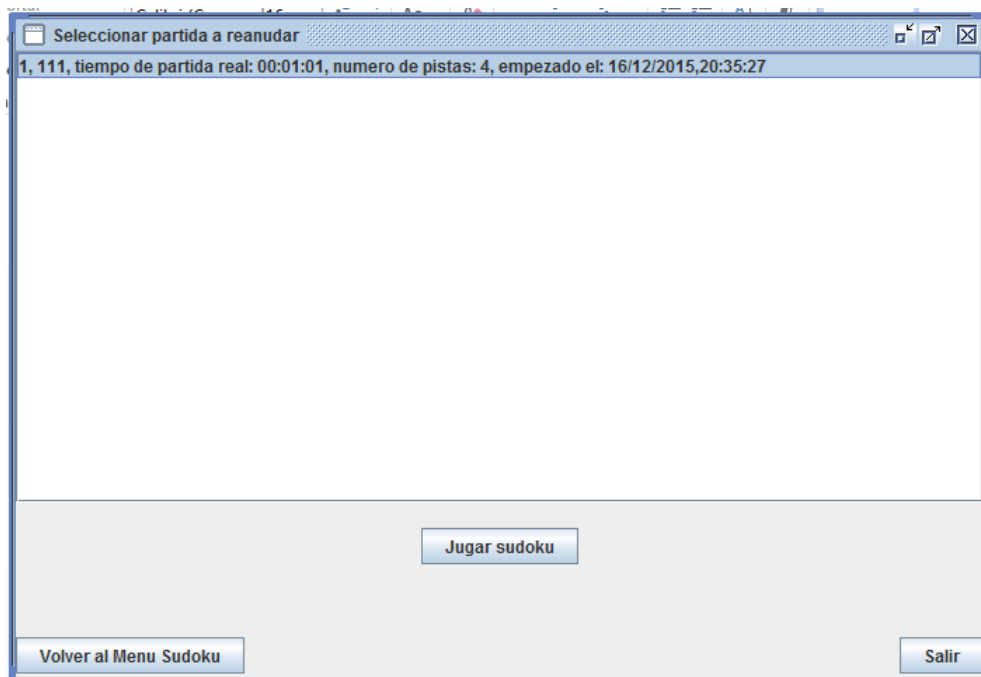 Seleccionar partida a reanudar
1, 111, tiempo de partida real: 00:01:01, numero de pistas: 4, empezado el: 16/12/2015,20:35:27
Jugar sudoku
Volver al Menu Sudoku
Salir